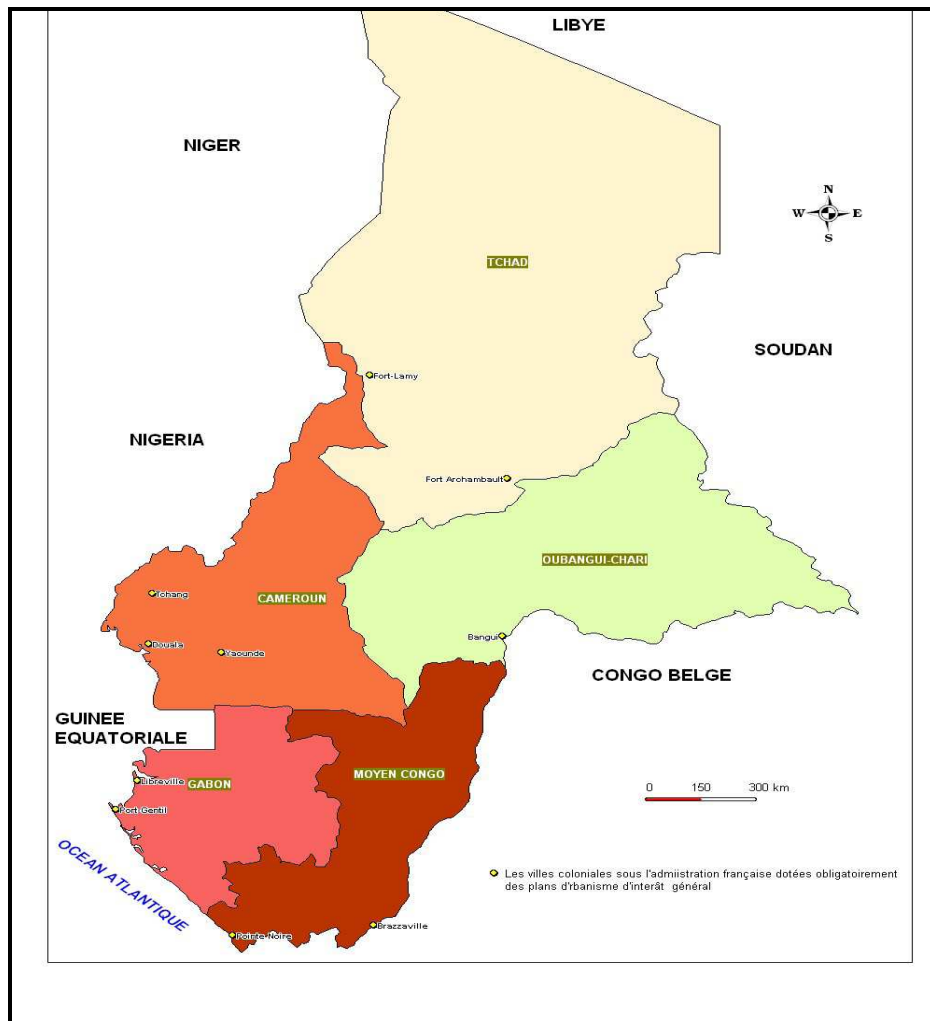 LIBYE
NIGER
N
W E
S
TCHAD
SOUDAN
Fort-Lamy
NIGERIA
Fort Arohambault
OUBANGUI-CHARI
Tchang
CAMEROUN
Bangui
Douala
Yaounde
CONGO BELGE
GUINEE
EQUATORIALE
MOYEN CONGO
Libreville
GABON
0 150 300 km
Port Gentil
OCEAN ATLANTIQUE
Les villes coloniales sous l'admiistration française dotées obligatoirement
des plans d'rbanisme d'interât général
Brazzaville
Pointe Noire